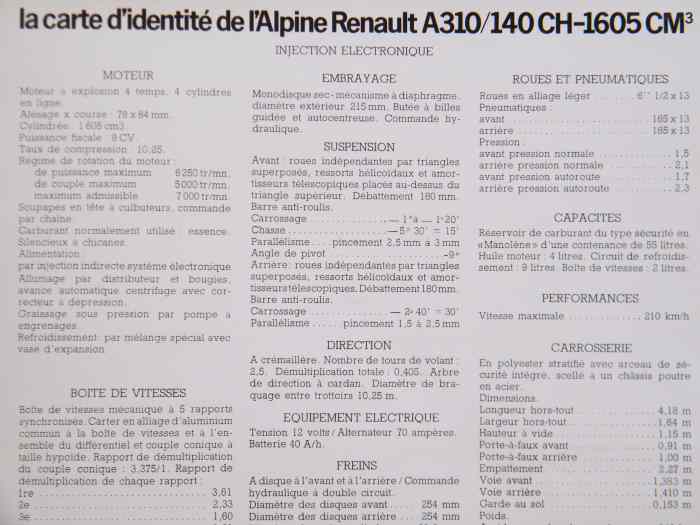 la carte d'identité de l'Alpine Renault A310/140 CH-1605 CM³
INJECTION ELECTRONIQUE
MOTEUR
Moteur a explosion 4 temps, 4 cylindres
en ligne.
Alésage x course : 78 x 84 mm.
Cylindrée : 1 605 cm3.
Puissance fiscale : 9 CV.
Taux de compression : 10,25.
Régime de rotation du moteur :
de puissance maximum 6 250 tr/mn.
de couple maximum 5 000 tr/mn.
maximum admissible 7 000 tr/mn.
Soupapes en tête à culbuteurs, commande
par chaîne.
Carburant normalement utilisé : essence.
Silencieux à chicanes.
Alimentation :
par injection indirecte système électronique
Allumage par distributeur et bougies,
avance automatique centrifuge avec cor-
recteur a depression.
Graissage sous pression par pompe a
engrenages.
Refroidissement: par mélange spécial avec
vase d'expansion.
BOITE DE VITESSES
Boîte de vitesses mécanique à 5 rapports
synchronisés. Carter en alliage d'aluminium
commun à la boîte de vitesses et à l'en-
semble du différentiel et couple conique à
taille hypoïde. Rapport de démultiplication
du couple conique : 3,375/1. Rapport de
démultiplication de chaque rapport :
1re ........ 3,61
2e ........ 2,33
3e ........ 1,60
EMBRAYAGE
Monodisque sec - mécanisme à diaphragme,
diamètre extérieur 215 mm. Butée à billes
guidée et autocentreuse. Commande hy-
draulique.
SUSPENSION
Avant : roues indépendantes par triangles
superposés, ressorts hélicoïdaux et amor-
tisseurs télescopiques placés au-dessus du
triangle supérieur. Débattement 180 mm.
Barre anti-roulis.
Carrossage ........ — 1° à — 1° 20'
Chasse ........ — 5° 30' = 15'
Parallélisme .... pincement 2,5 mm à 3 mm
Angle de pivot ........ -9°
Arrière: roues indépendantes par triangles
superposés, ressorts hélicoïdaux et amor-
tisseurs télescopiques. Débattement 180 mm.
Barre anti-roulis.
Carrossage ........ — 2° 40' = 30'
Parallélisme ...... pincement 1,5 à 2,5 mm
DIRECTION
A crémaillère. Nombre de tours de volant :
2,5. Démultiplication totale : 0,405. Arbre
de direction à cardan. Diamètre de bra-
quage entre trottoirs 10,25 m.
EQUIPEMENT ELECTRIQUE
Tension 12 volts / Alternateur 70 ampères.
Batterie 40 A/h.
FREINS
A disque à l'avant et à l'arrière / Commande
hydraulique à double circuit.
Diamètre des disques avant .... 254 mm
Diamètre des disques arrière ... 254 mm
ROUES ET PNEUMATIQUES
Roues en alliage léger ........ 6'' 1/2 x 13
Pneumatiques :
avant ........ 165 x 13
arrière ........ 185 x 13
Pression :
avant pression normale ........ 1,5
arrière pression normale ........ 2,1
avant pression autoroute ........ 1,7
arrière pression autoroute ........ 2,3
CAPACITES
Réservoir de carburant du type sécurité en
«Manolène» d'une contenance de 55 litres.
Huile moteur : 4 litres. Circuit de refroidis-
sement : 9 litres. Boîte de vitesses : 2 litres.
PERFORMANCES
Vitesse maximale ........ 210 km/h
CARROSSERIE
En polyester stratifié avec arceau de sé-
curité intégré, scellé à un châssis poutre
en acier.
Dimensions.
Longueur hors-tout ........ 4,18 m
Largeur hors-tout ........ 1,64 m
Hauteur à vide ........ 1,15 m
Porte-à-faux avant ........ 0,91 m
Porte-à-faux arrière ........ 1,00 m
Empattement ........ 2,27 m
Voie avant ........ 1,383 m
Voie arrière ........ 1,410 m
Garde au sol ........ 0,153 m
Poids.